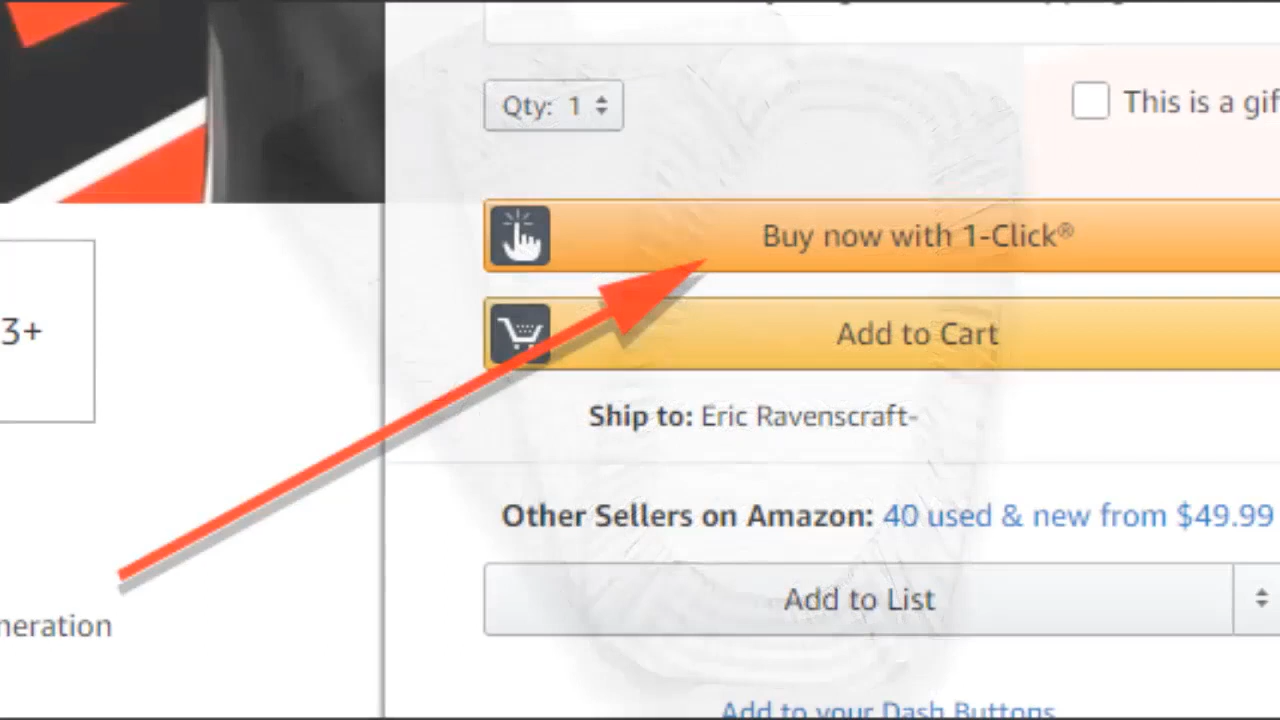 Qty: 1
This is a gif
Buy now with 1-Click®
3+
Add to Cart
Ship to: Eric Ravenscraft-
Other Sellers on Amazon: 40 used & new from $49.99
Add to List
neration
Add to your Dash Buttons